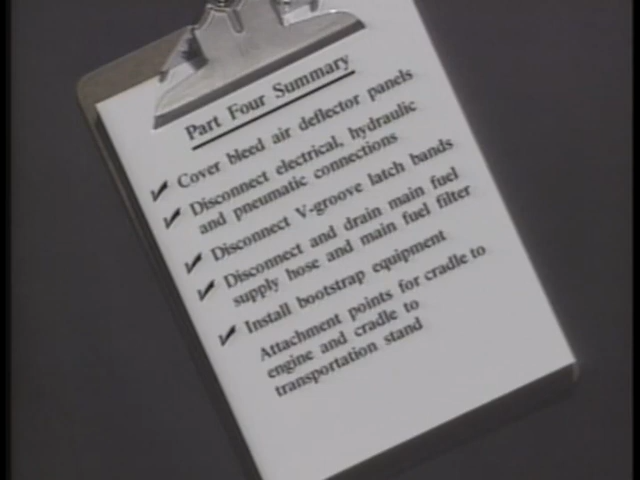 Part Four Summary
Cover bleed air deflector panels
Disconnect electrical, hydraulic
and pneumatic connections
Disconnect V-groove latch bands
Disconnect and drain main fuel
supply hose and main fuel filter
Install bootstrap equipment
Attachment points for cradle to
engine and cradle to
transportation stand